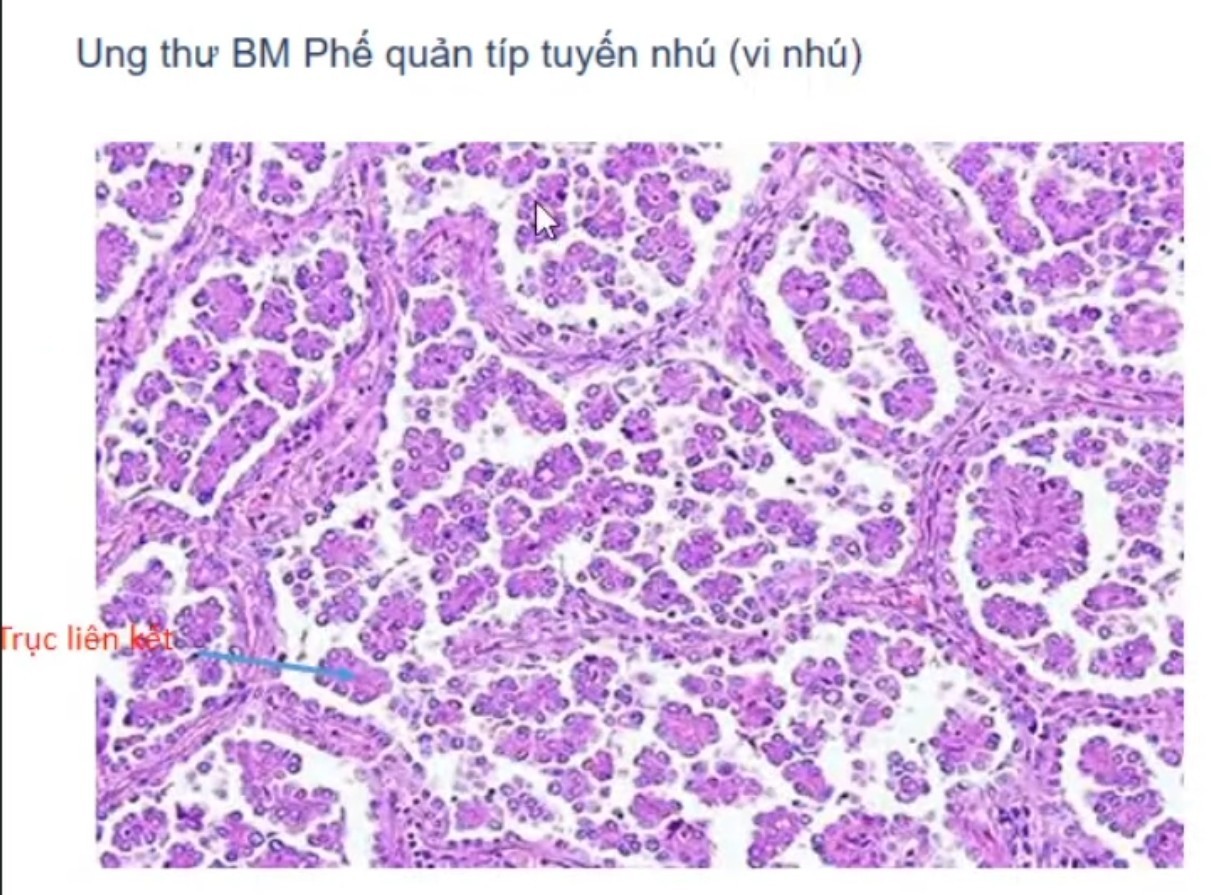 Ung thư BM Phế quản típ tuyến nhú (vi nhú)
Trục liên kết